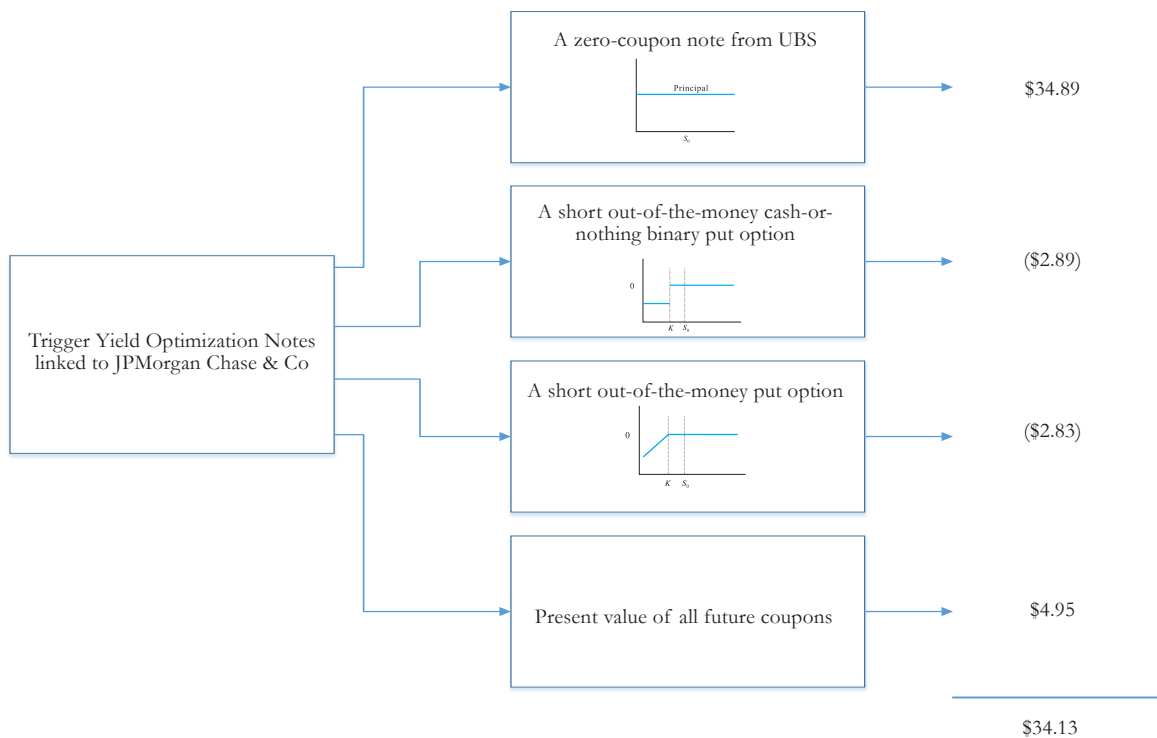 A zero-coupon note from UBS
Principal
S₀
$34.89
A short out-of-the-money cash-or-
nothing binary put option
0
K S₀
($2.89)
Trigger Yield Optimization Notes
linked to JPMorgan Chase & Co
A short out-of-the-money put option
0
K S₀
($2.83)
Present value of all future coupons
$4.95
$34.13